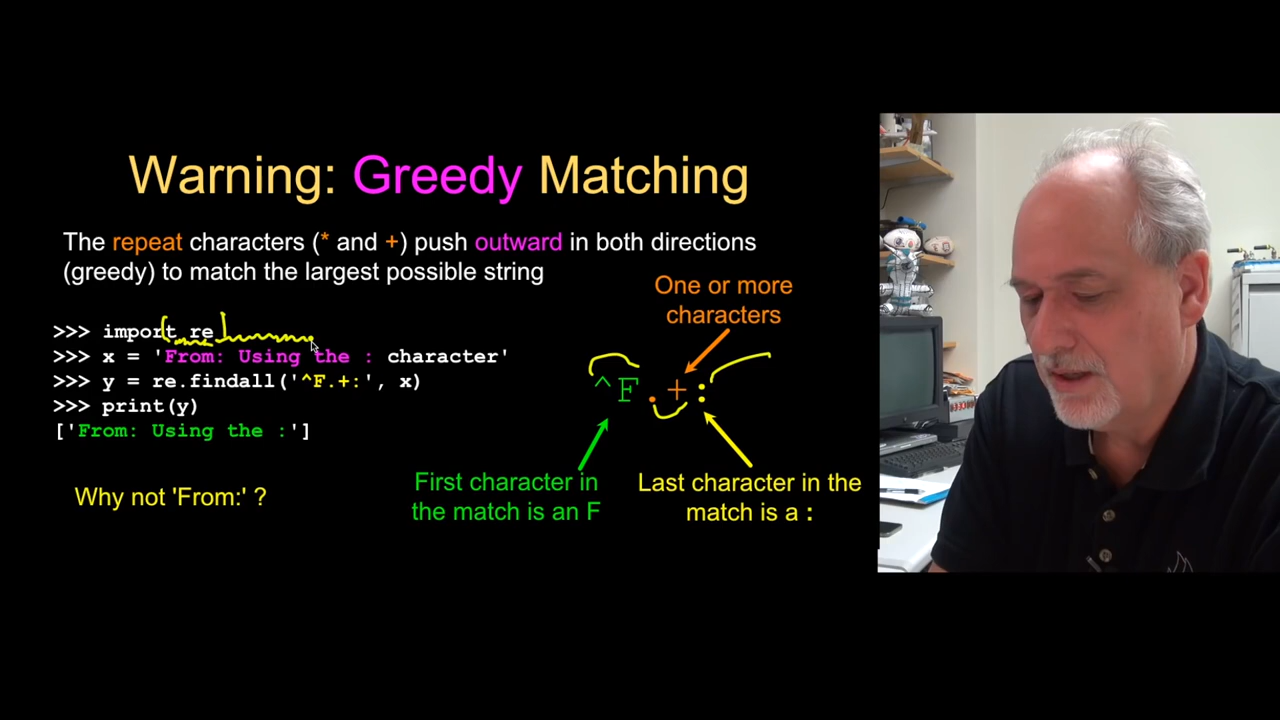 Warning: Greedy Matching
The repeat characters (* and +) push outward in both directions
(greedy) to match the largest possible string
One or more
characters
>>> import re
>>> x = 'From: Using the : character'
>>> y = re.findall('^F.+:', x)
>>> print(y)
['From: Using the :']
^F.+:
Why not 'From:' ?
First character in
the match is an F
Last character in the
match is a :